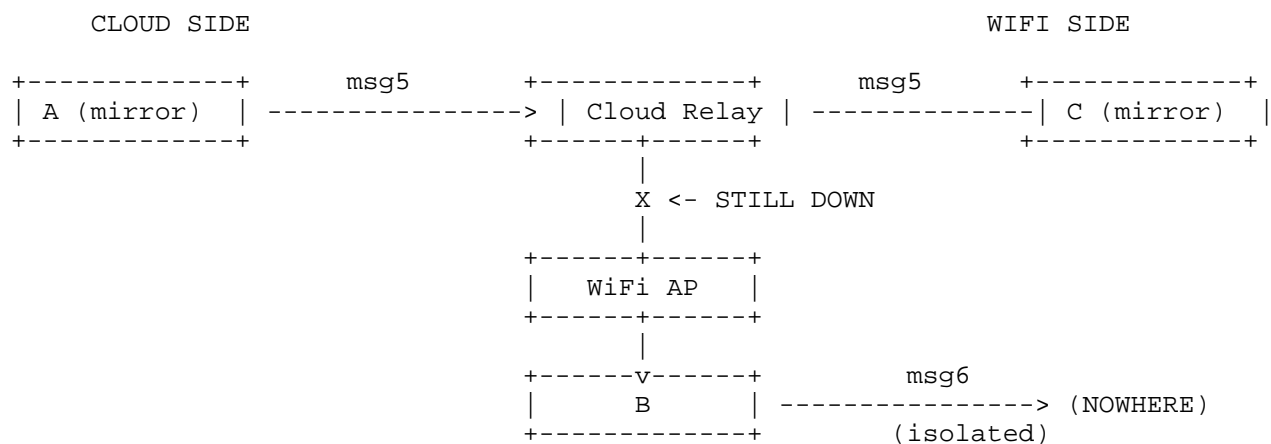 CLOUD SIDE WIFI SIDE
msg5 msg5
A (mirror) Cloud Relay C (mirror)
X <- STILL DOWN
WiFi AP
v
B msg6 (NOWHERE)
(isolated)